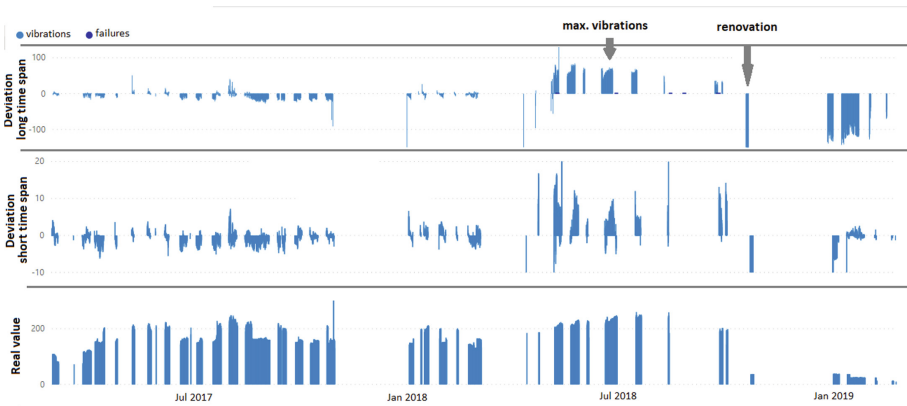 vibrations failures
max. vibrations
renovation
Deviation
long time span
100
0
-100
Deviation
short time span
20
10
0
-10
Real value
200
0
Jul 2017 Jan 2018 Jul 2018 Jan 2019